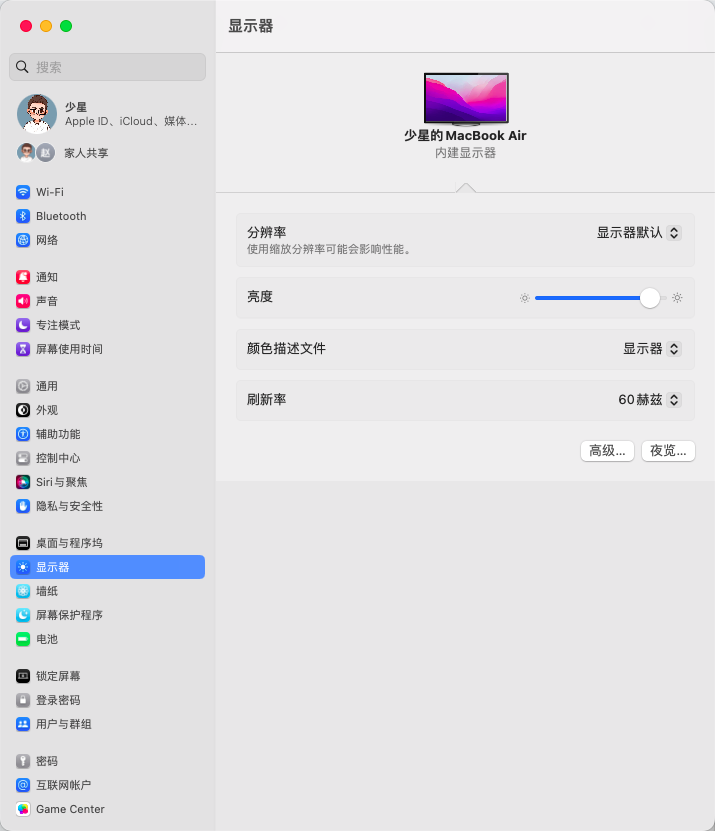 显示器
搜索
少星
Apple ID、iCloud、媒体...
赵
家人共享
Wi-Fi
Bluetooth
网络
通知
声音
专注模式
屏幕使用时间
通用
外观
辅助功能
控制中心
Siri与聚焦
隐私与安全性
桌面与程序坞
显示器
墙纸
屏幕保护程序
电池
锁定屏幕
登录密码
用户与群组
密码
互联网帐户
Game Center
少星的 MacBook Air
内建显示器
分辨率
显示器默认
使用缩放分辨率可能会影响性能。
亮度
颜色描述文件
显示器
刷新率
60赫兹
高级...
夜览...